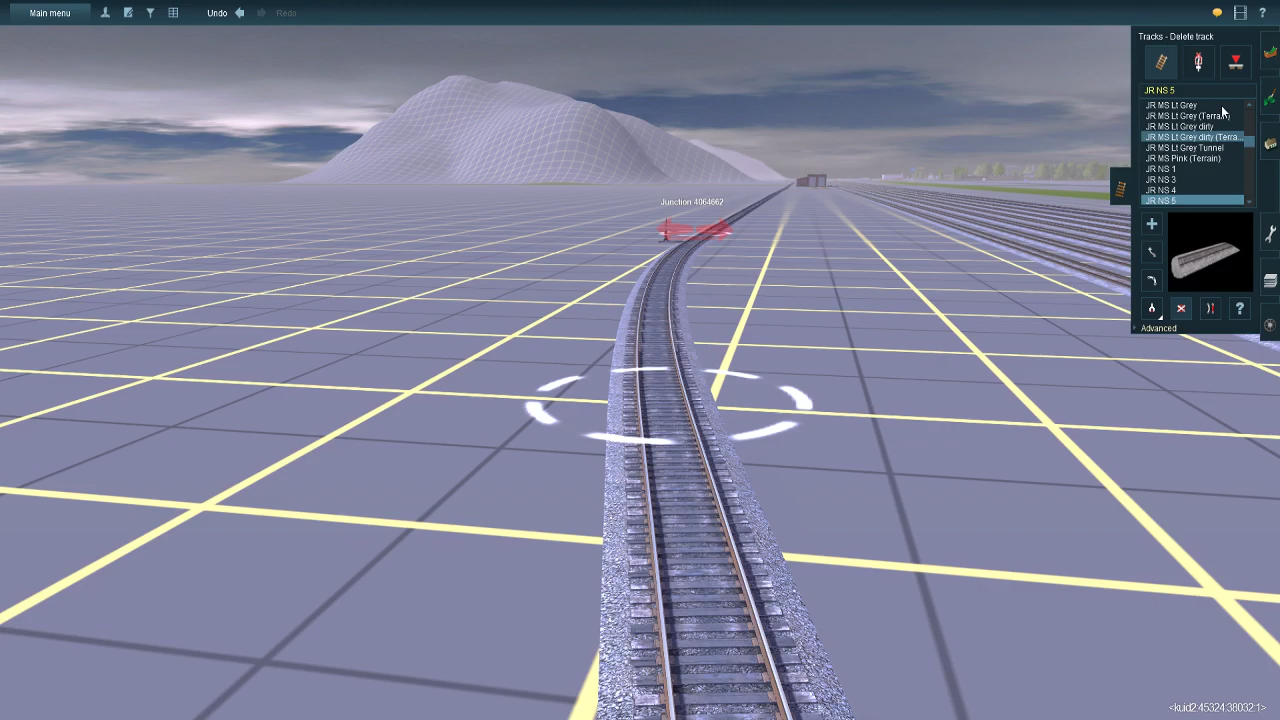 Main menu
Undo
Redo
?
Tracks - Delete track
JR NS 5
JR MS Lt Grey
JR MS Lt Grey (Terrain)
JR MS Lt Grey dirty
JR MS Lt Grey dirty (Terra...
JR MS Lt Grey Tunnel
JR MS Pink (Terrain)
JR NS 1
JR NS 3
JR NS 4
JR NS 5
?
Advanced
Junction 4064662
<kuid2:45324:38032:1>